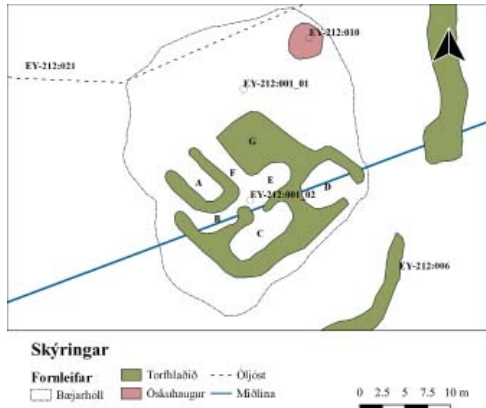 EY-212:010
EY-212:021
EY-212:001_01
G
A
F
E
D
EY-212:001_02
B
C
EY-212:006
Skýringar
Fornleifar
Torfhlaðið
Óljóst
Bæjarhóll
Öskuhaugur
Miðlína
0 2.5 5 7.5 10 m